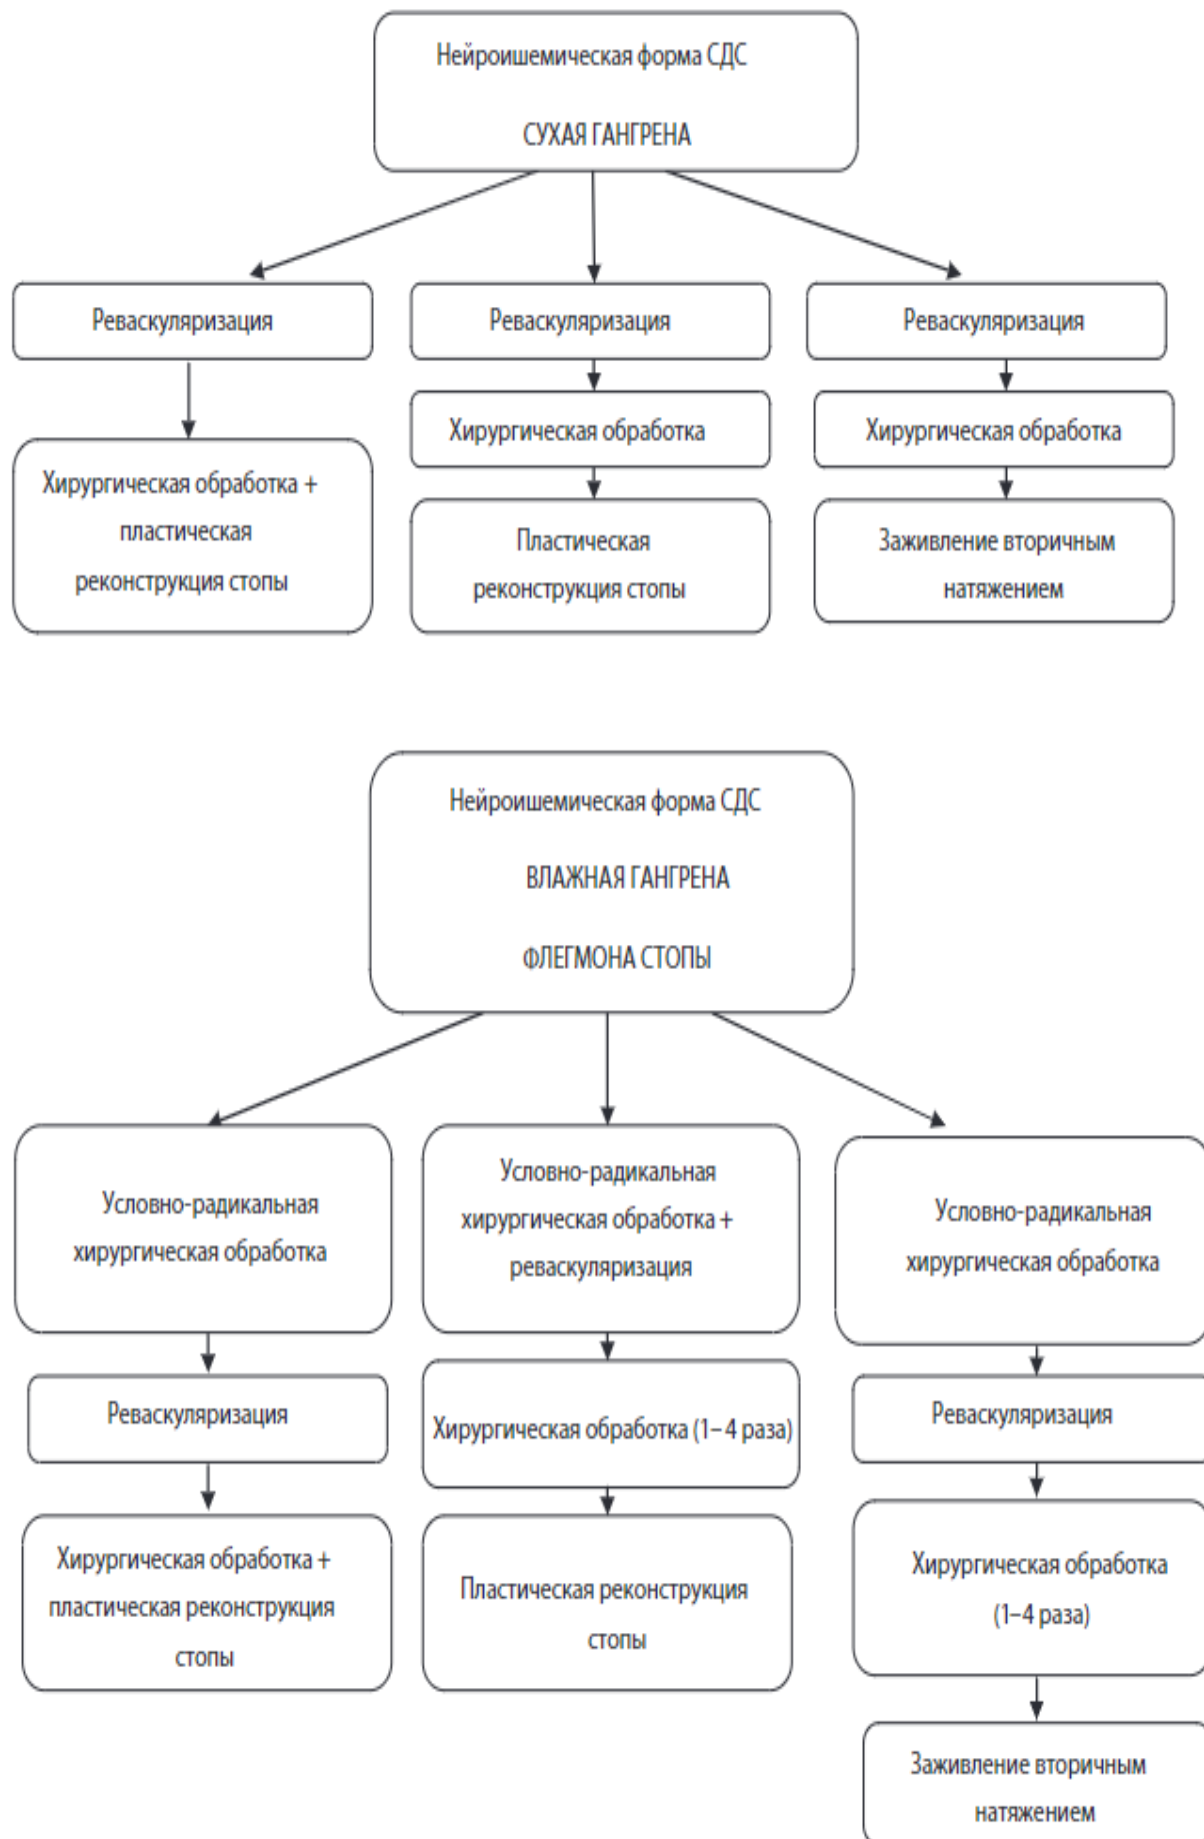 Нейроишемическая форма СДС
СУХАЯ ГАНГРЕНА
Реваскуляризация
Хирургическая обработка +
пластическая
реконструкция стопы
Реваскуляризация
Хирургическая обработка
Пластическая
реконструкция стопы
Реваскуляризация
Хирургическая обработка
Заживление вторичным
натяжением
Нейроишемическая форма СДС
ВЛАЖНАЯ ГАНГРЕНА
ФЛЕГМОНА СТОПЫ
Условно-радикальная
хирургическая обработка
Реваскуляризация
Хирургическая обработка +
пластическая реконструкция
стопы
Условно-радикальная
хирургическая обработка +
реваскуляризация
Хирургическая обработка (1–4 раза)
Пластическая реконструкция
стопы
Условно-радикальная
хирургическая обработка
Реваскуляризация
Хирургическая обработка
(1–4 раза)
Заживление вторичным
натяжением